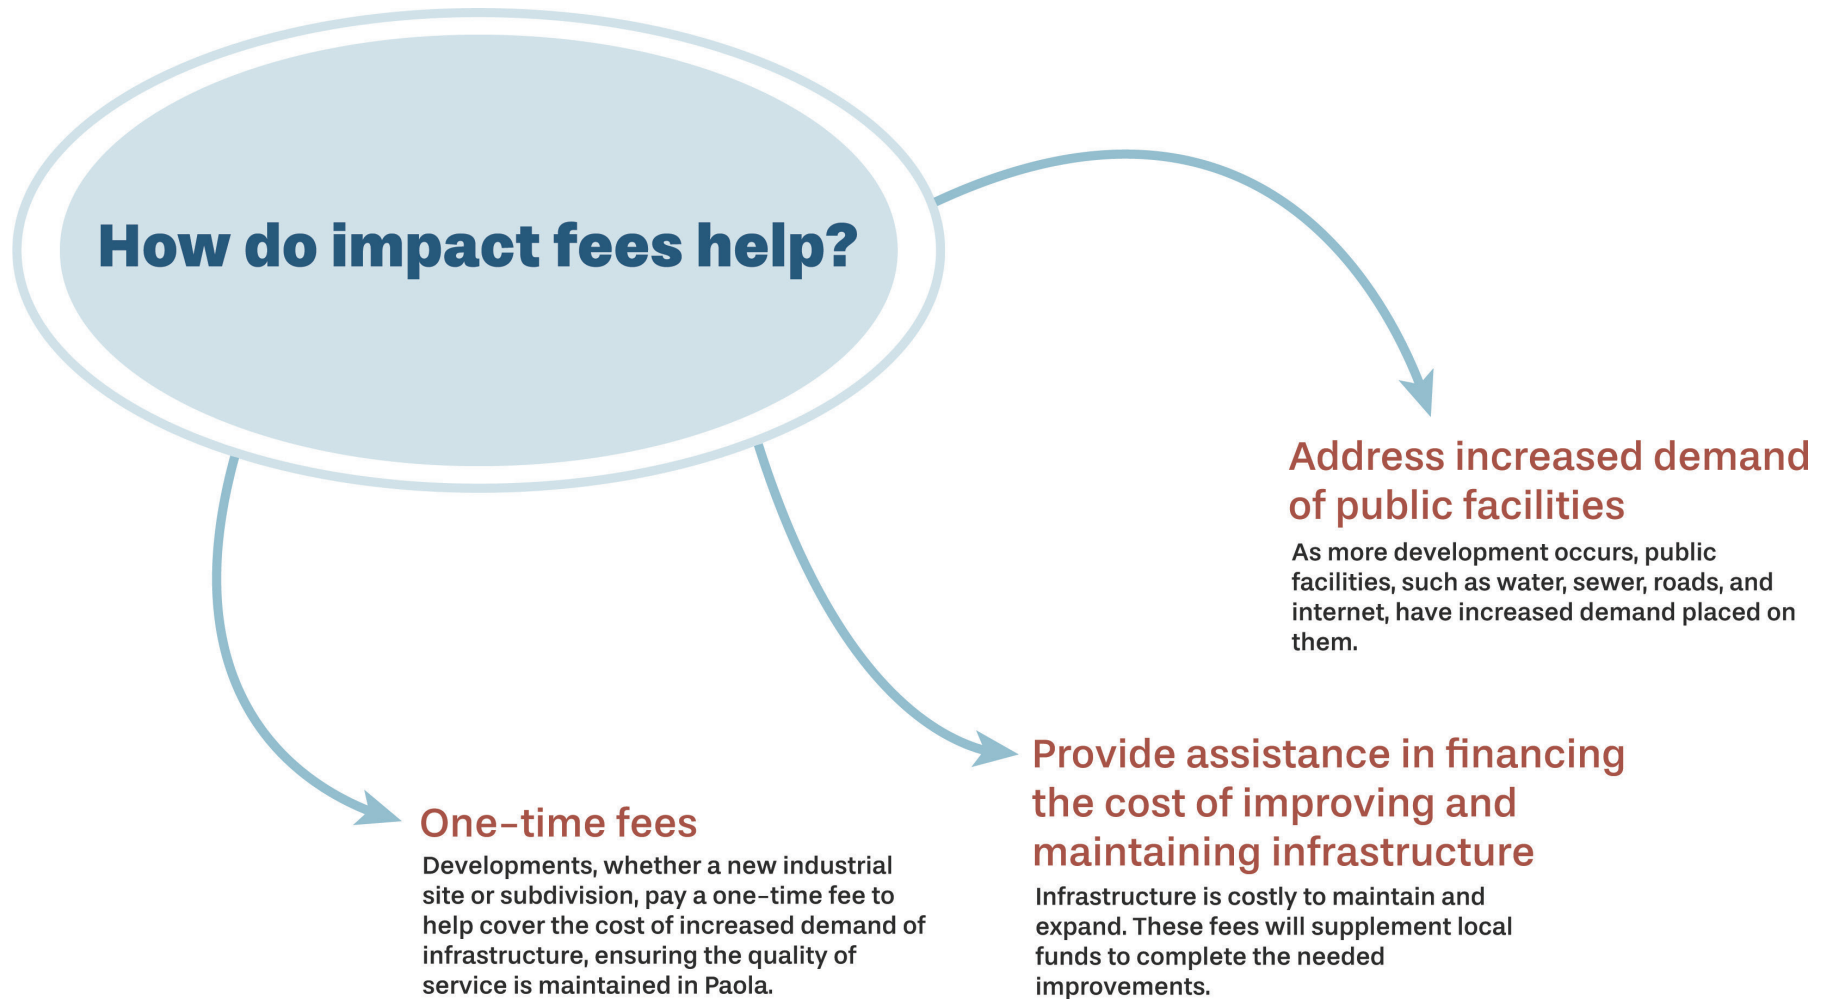 How do impact fees help?
Address increased demand
of public facilities
As more development occurs, public
facilities, such as water, sewer, roads, and
internet, have increased demand placed on
them.
Provide assistance in financing
the cost of improving and
maintaining infrastructure
Infrastructure is costly to maintain and
expand. These fees will supplement local
funds to complete the needed
improvements.
One-time fees
Developments, whether a new industrial
site or subdivision, pay a one-time fee to
help cover the cost of increased demand of
infrastructure, ensuring the quality of
service is maintained in Paola.